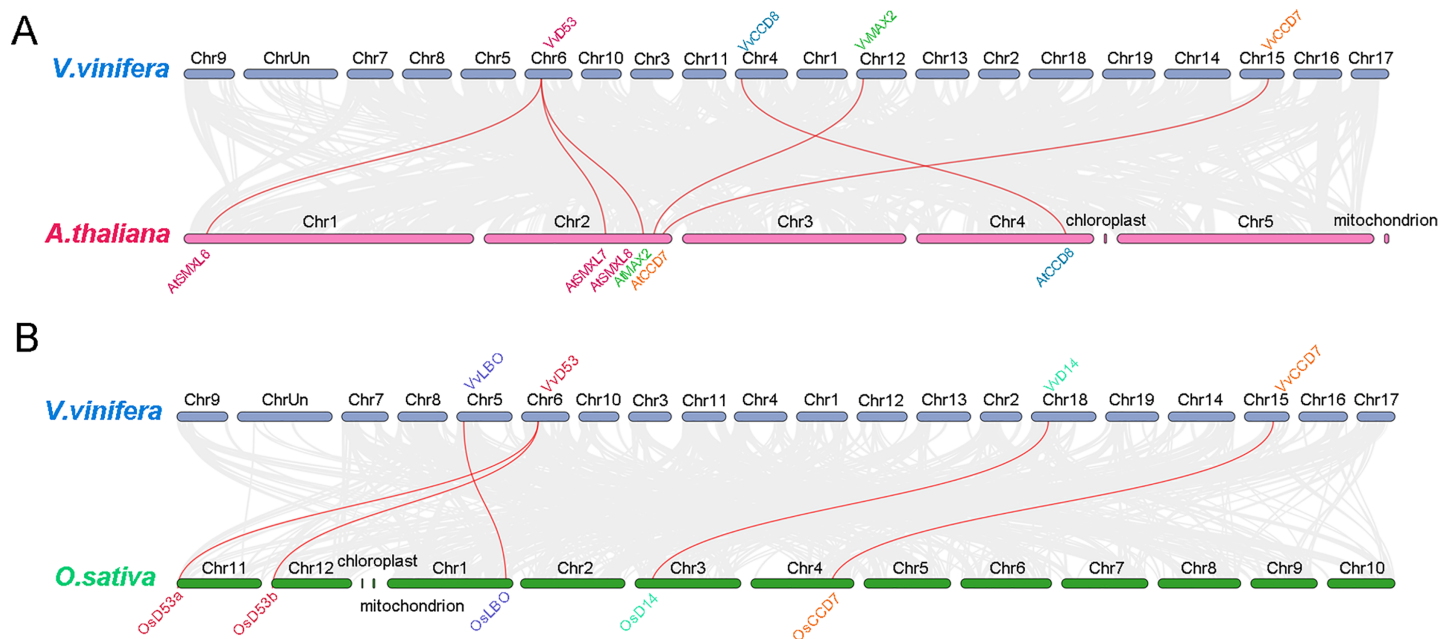 A
VvD53 VvCCD8 VvMAX2 VvCCD7
V.vinifera Chr9 ChrUn Chr7 Chr8 Chr5 Chr6 Chr10 Chr3 Chr11 Chr4 Chr1 Chr12 Chr13 Chr2 Chr18 Chr19 Chr14 Chr15 Chr16 Chr17
A.thaliana Chr1 Chr2 Chr3 Chr4 chloroplast Chr5 mitochondrion
AtSMXL6 AtSMXL7 AtSMXL8 AtMAX2 AtCCD7 AtCCD8
B
VvLBO VvD53 VvD14 VvCCD7
V.vinifera Chr9 ChrUn Chr7 Chr8 Chr5 Chr6 Chr10 Chr3 Chr11 Chr4 Chr1 Chr12 Chr13 Chr2 Chr18 Chr19 Chr14 Chr15 Chr16 Chr17
O.sativa Chr11 Chr12 chloroplast mitochondrion Chr1 Chr2 Chr3 Chr4 Chr5 Chr6 Chr7 Chr8 Chr9 Chr10
OsD53a OsD53b OsLBO OsD14 OsCCD7